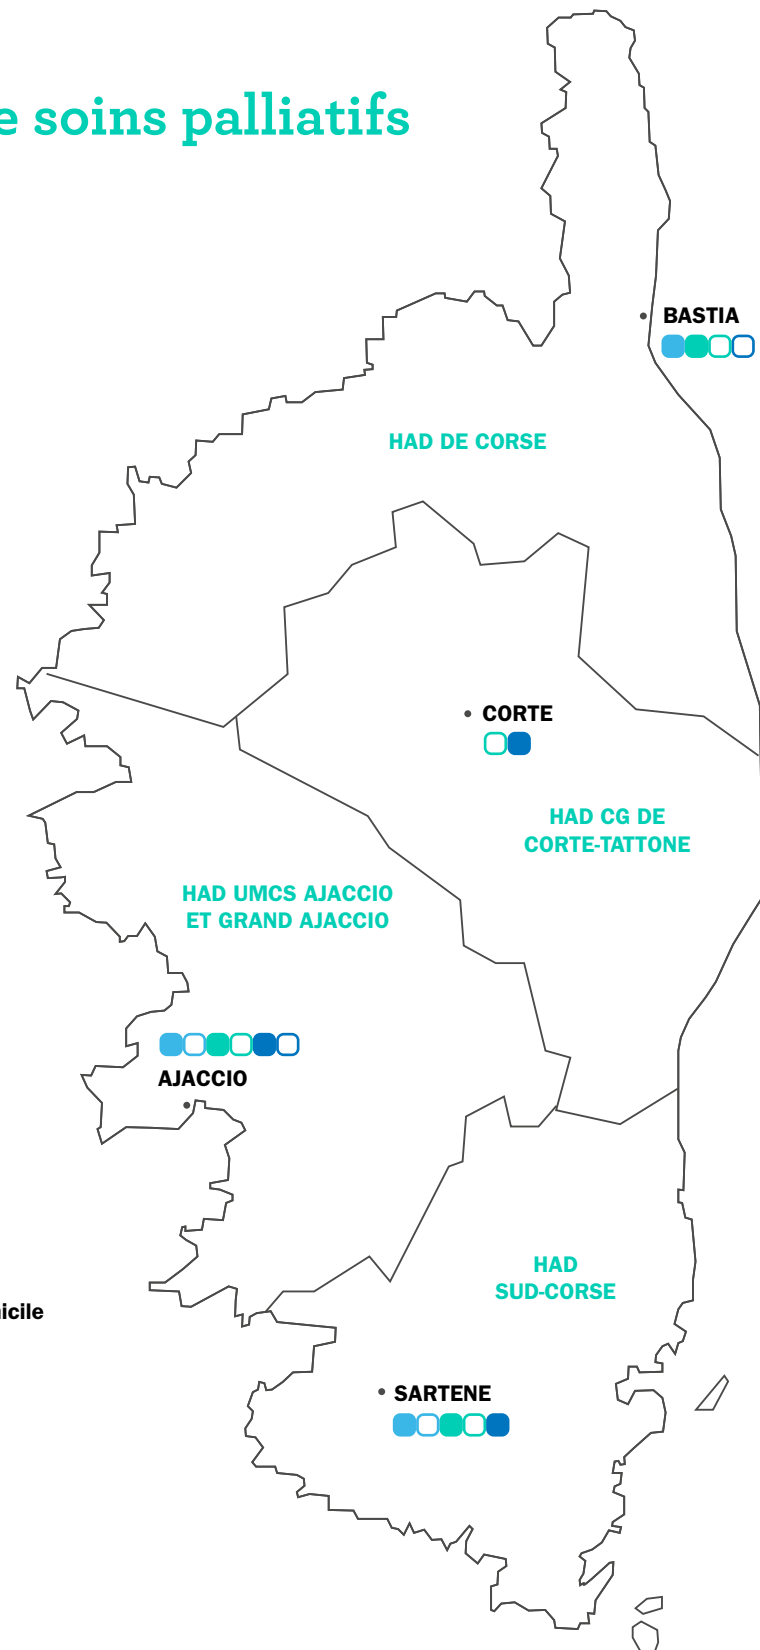 e soins palliatifs
BASTIA
HAD DE CORSE
CORTE
HAD CG DE
CORTE-TATTONE
HAD UMCS AJACCIO
ET GRAND AJACCIO
AJACCIO
HAD
SUD-CORSE
icile
SARTENE